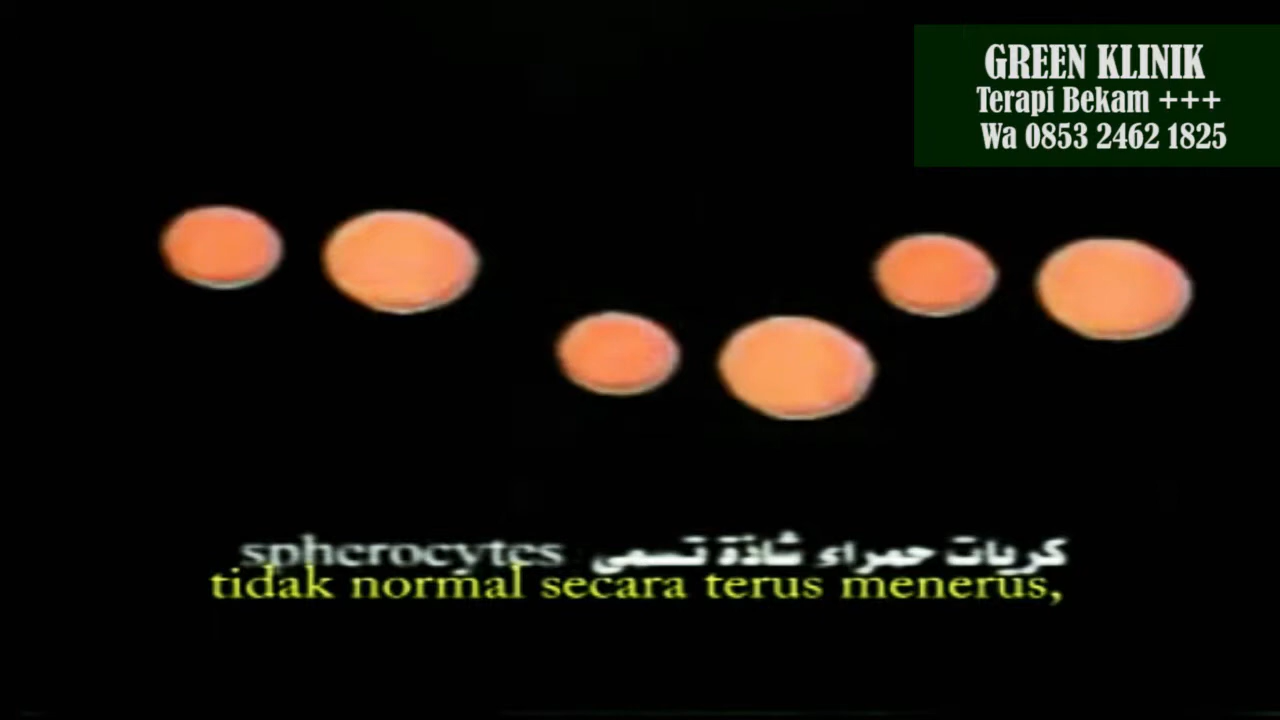 GREEN KLINIK
Terapi Bekam +++
Wa 0853 2462 1825
كريات حمراء شاذة تسمى spherocytes
tidak normal secara terus menerus,